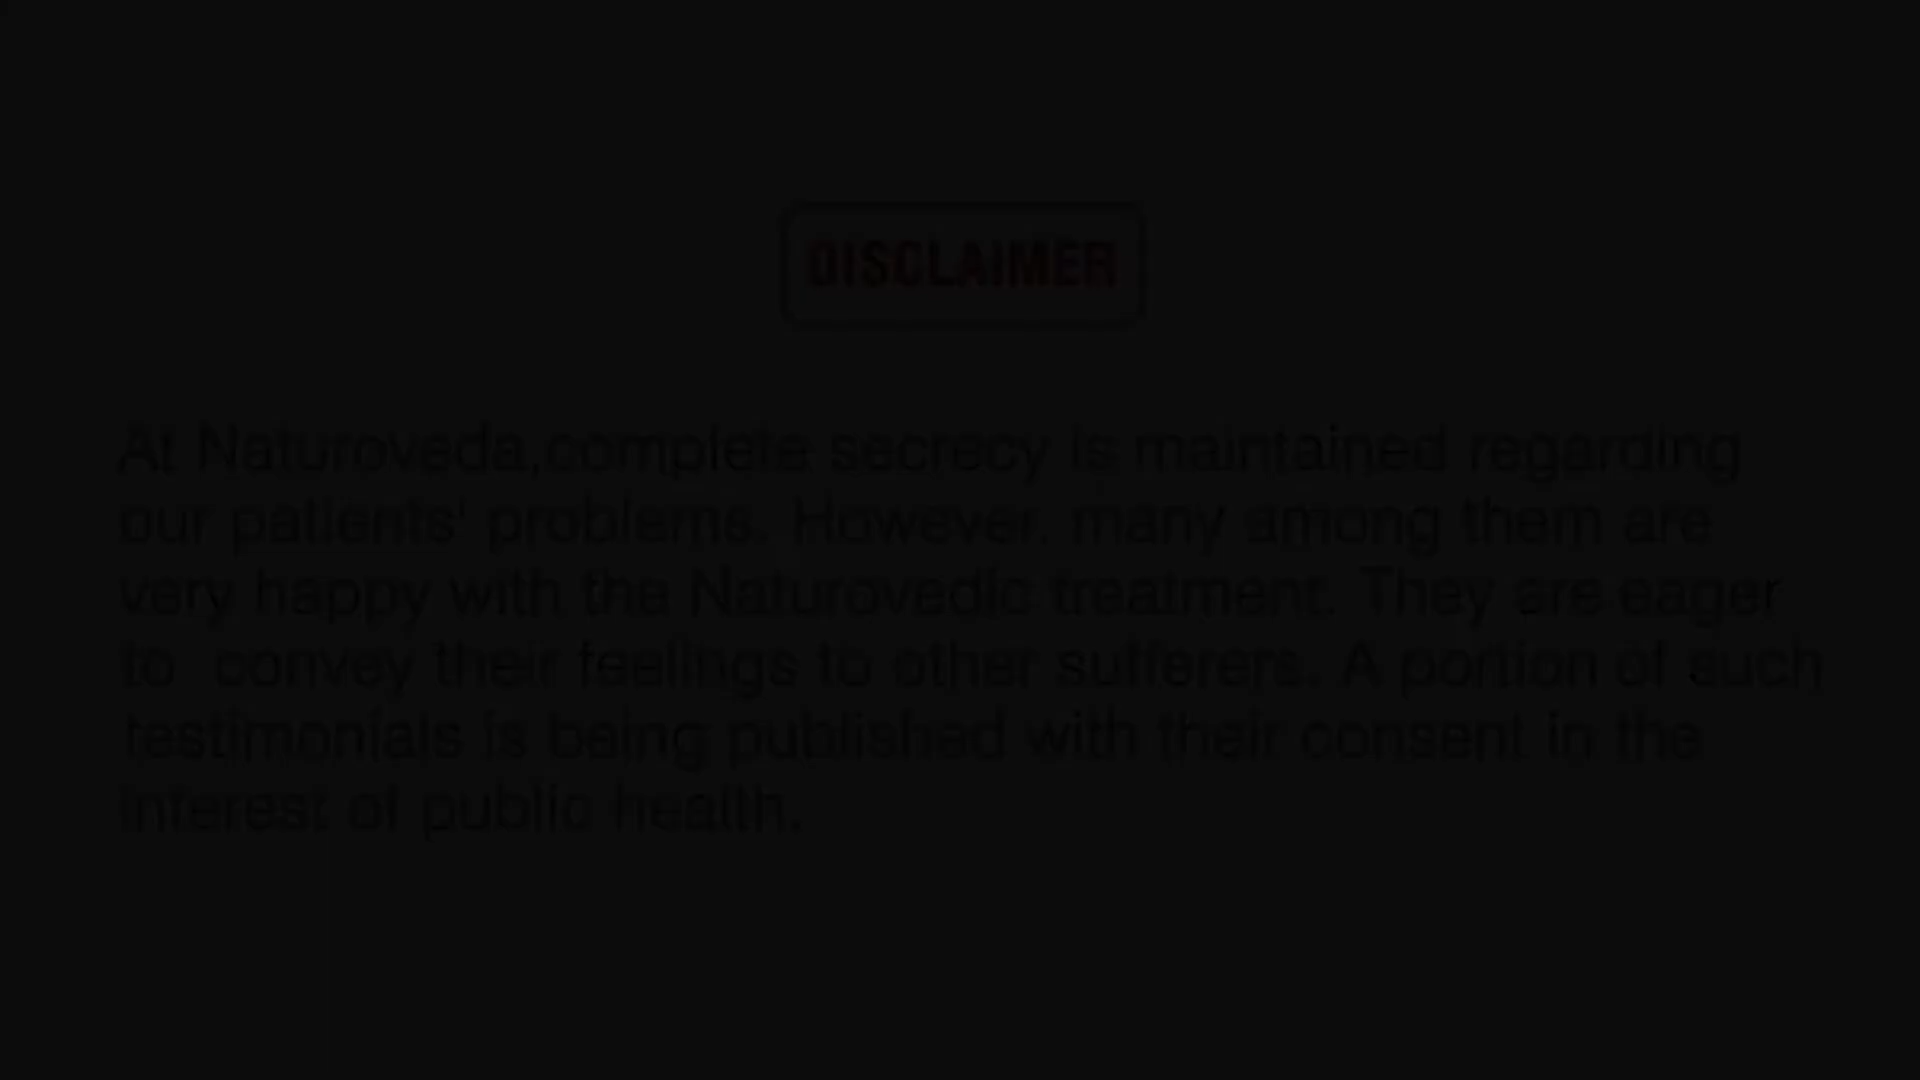 DISCLAIMER
At Naturoveda,complete secrecy is maintained regarding
our patients' problems. However, many among them are
very happy with the Naturovedic treatment. They are eager
to convey their feelings to other sufferers. A portion of such
testimonials is being published with their consent in the
interest of public health.